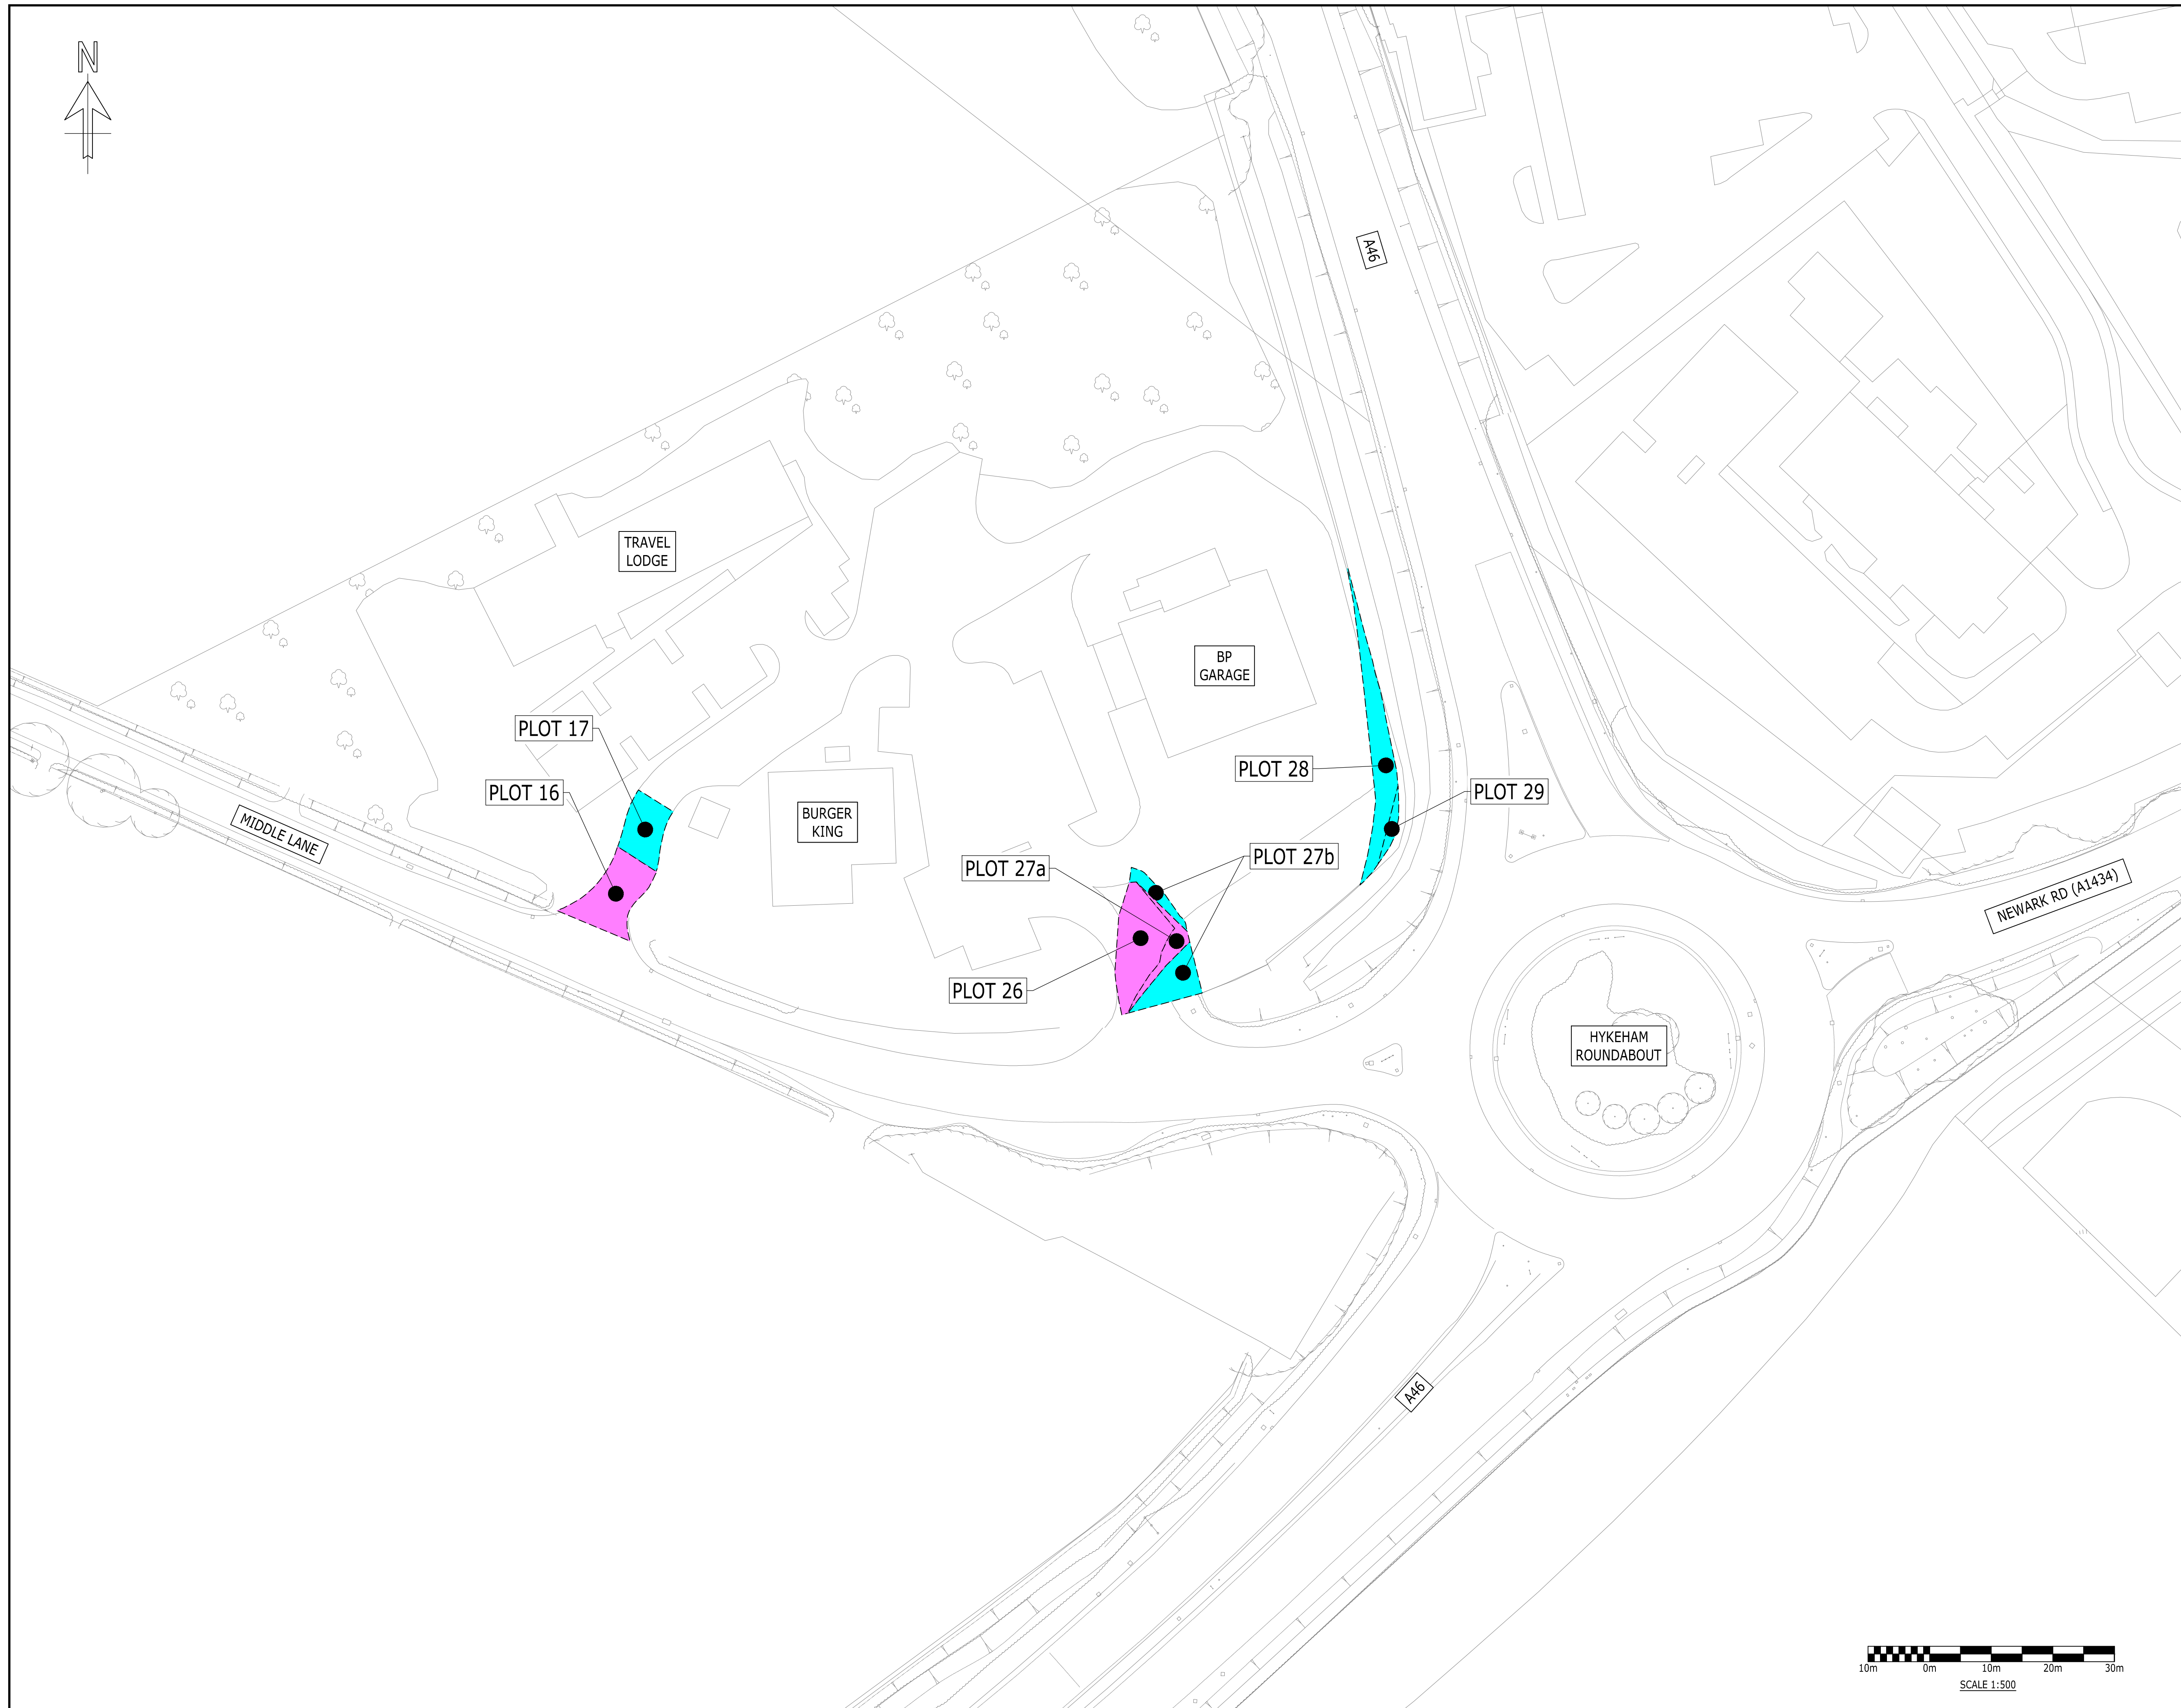 N
A46
TRAVEL
LODGE
BP
GARAGE
PLOT 17
PLOT 28
PLOT 16
PLOT 29
BURGER
KING
MIDDLE LANE
PLOT 27a
PLOT 27b
NEWARK RD (A1434)
PLOT 26
HYKEHAM
ROUNDABOUT
A46
10m 0m 10m 20m 30m
SCALE 1:500